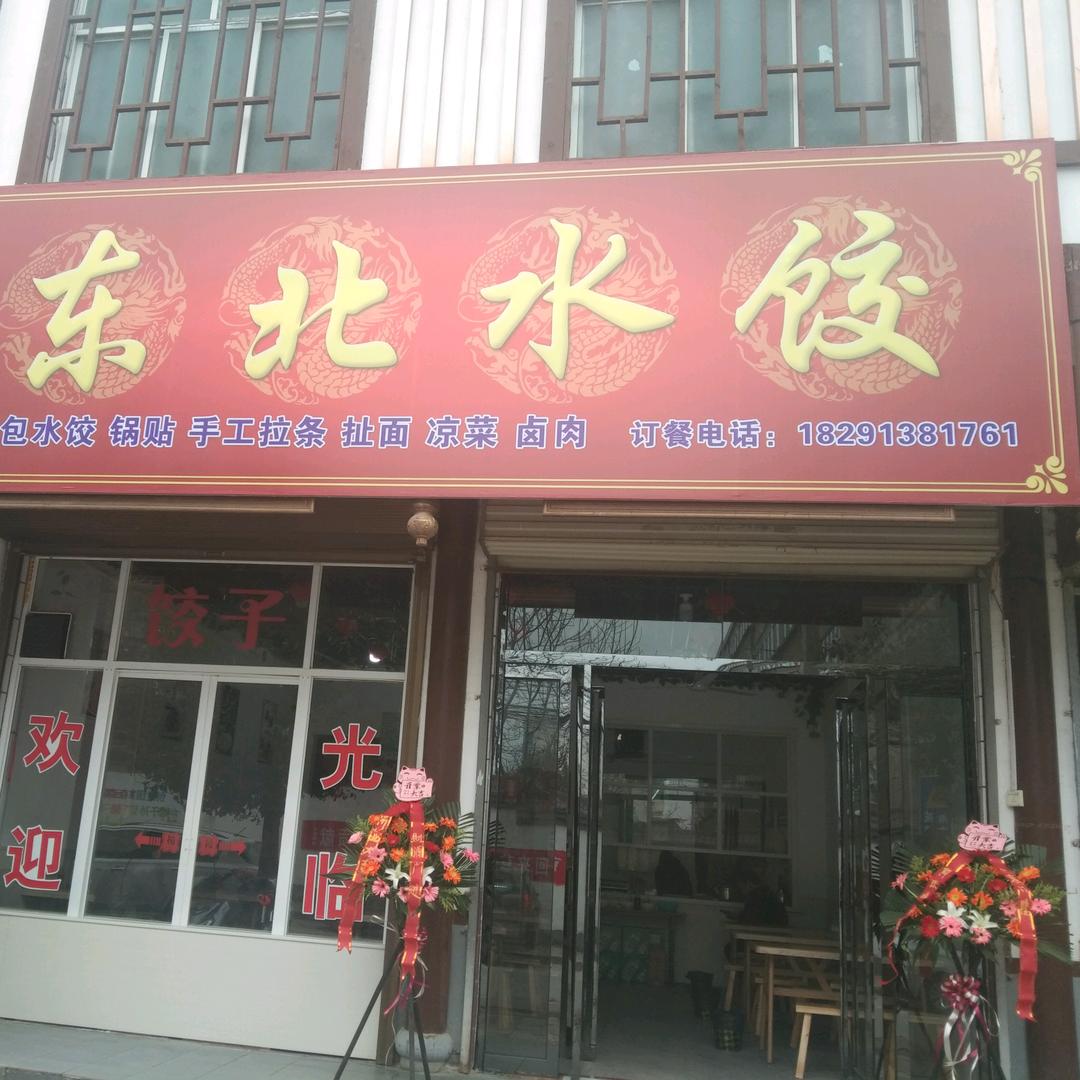 东北水饺
包水饺 锅贴 手工拉条 扯面 凉菜 卤肉 订餐电话：18291381761
饺子
欢迎
光临